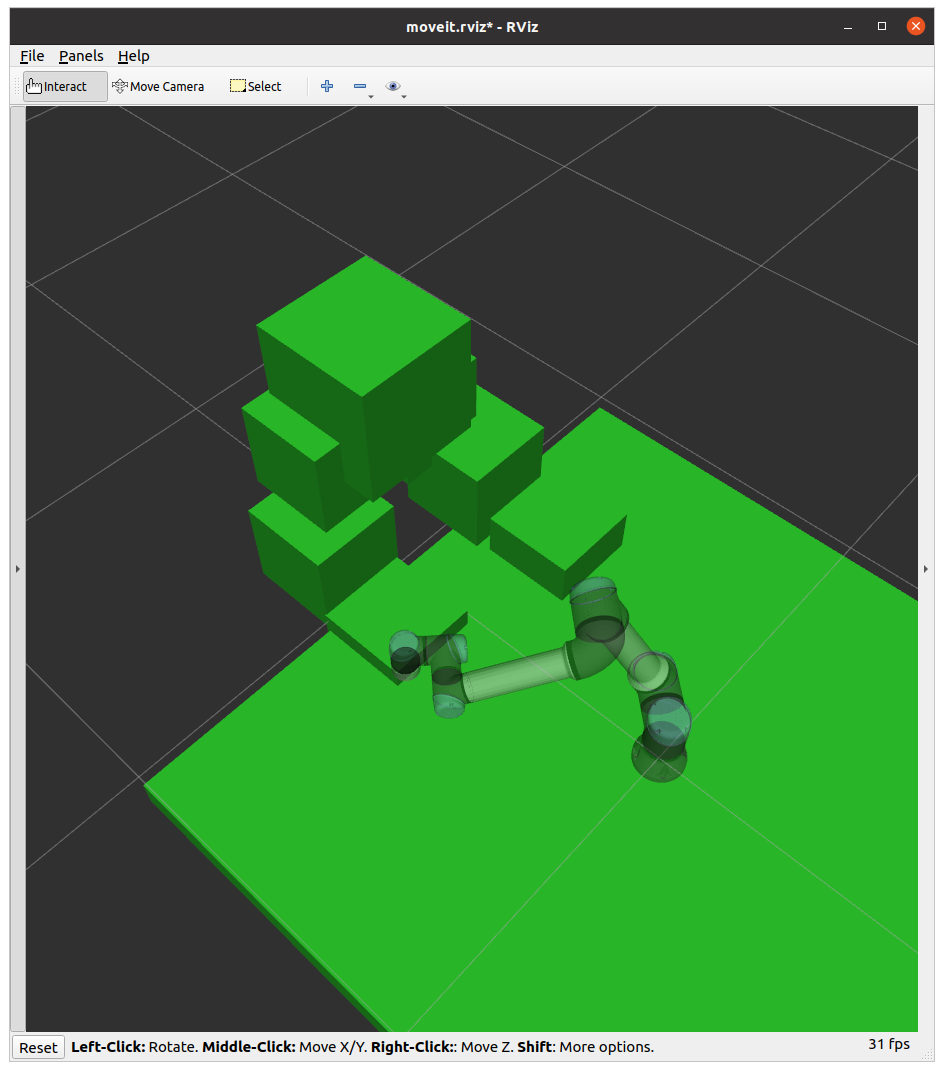 moveit.rviz* - RViz
File Panels Help
Interact Move Camera Select
Reset Left-Click: Rotate. Middle-Click: Move X/Y. Right-Click:: Move Z. Shift: More options. 31 fps